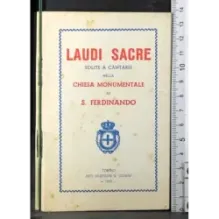 LAUDI SACRE
SOLITE A CANTARSI
NELLA
CHIESA MONUMENTALE
DI
S. FERDINANDO